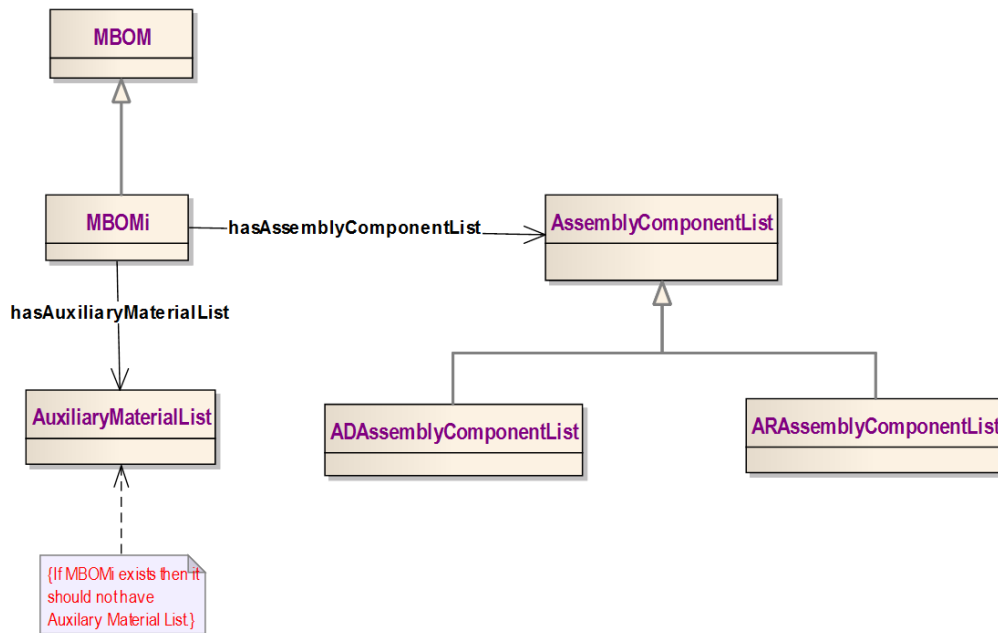 MBOM
MBOMi
hasAssemblyComponentList
AssemblyComponentList
hasAuxiliaryMaterialList
AuxiliaryMaterialList
ADAssemblyComponentList
ARAssemblyComponentList
{If MBOMi exists then it
should not have
Auxilary Material List.}